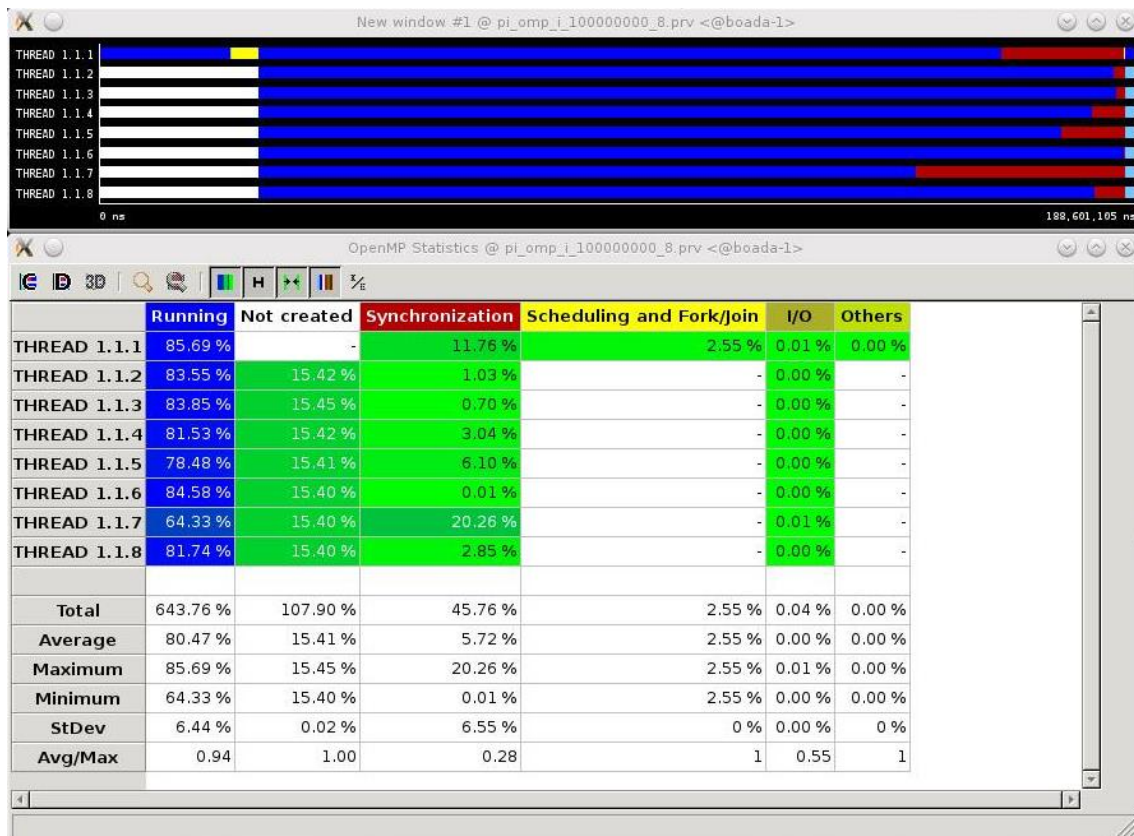 New window #1 @ pi_omp_i_100000000_8.prv <@boada-1>
THREAD 1.1.1
THREAD 1.1.2
THREAD 1.1.3
THREAD 1.1.4
THREAD 1.1.5
THREAD 1.1.6
THREAD 1.1.7
THREAD 1.1.8
0 ns 188,601,105 ns
OpenMP Statistics @ pi_omp_i_100000000_8.prv <@boada-1>
IC ID 3D H I/E
Running Not created Synchronization Scheduling and Fork/Join I/O Others
THREAD 1.1.1 85.69 % - 11.76 % 2.55 % 0.01 % 0.00 %
THREAD 1.1.2 83.55 % 15.42 % 1.03 % - 0.00 % -
THREAD 1.1.3 83.85 % 15.45 % 0.70 % - 0.00 % -
THREAD 1.1.4 81.53 % 15.42 % 3.04 % - 0.00 % -
THREAD 1.1.5 78.48 % 15.41 % 6.10 % - 0.00 % -
THREAD 1.1.6 84.58 % 15.40 % 0.01 % - 0.00 % -
THREAD 1.1.7 64.33 % 15.40 % 20.26 % - 0.01 % -
THREAD 1.1.8 81.74 % 15.40 % 2.85 % - 0.00 % -
Total 643.76 % 107.90 % 45.76 % 2.55 % 0.04 % 0.00 %
Average 80.47 % 15.41 % 5.72 % 2.55 % 0.00 % 0.00 %
Maximum 85.69 % 15.45 % 20.26 % 2.55 % 0.01 % 0.00 %
Minimum 64.33 % 15.40 % 0.01 % 2.55 % 0.00 % 0.00 %
StDev 6.44 % 0.02 % 6.55 % 0 % 0.00 % 0 %
Avg/Max 0.94 1.00 0.28 1 0.55 1